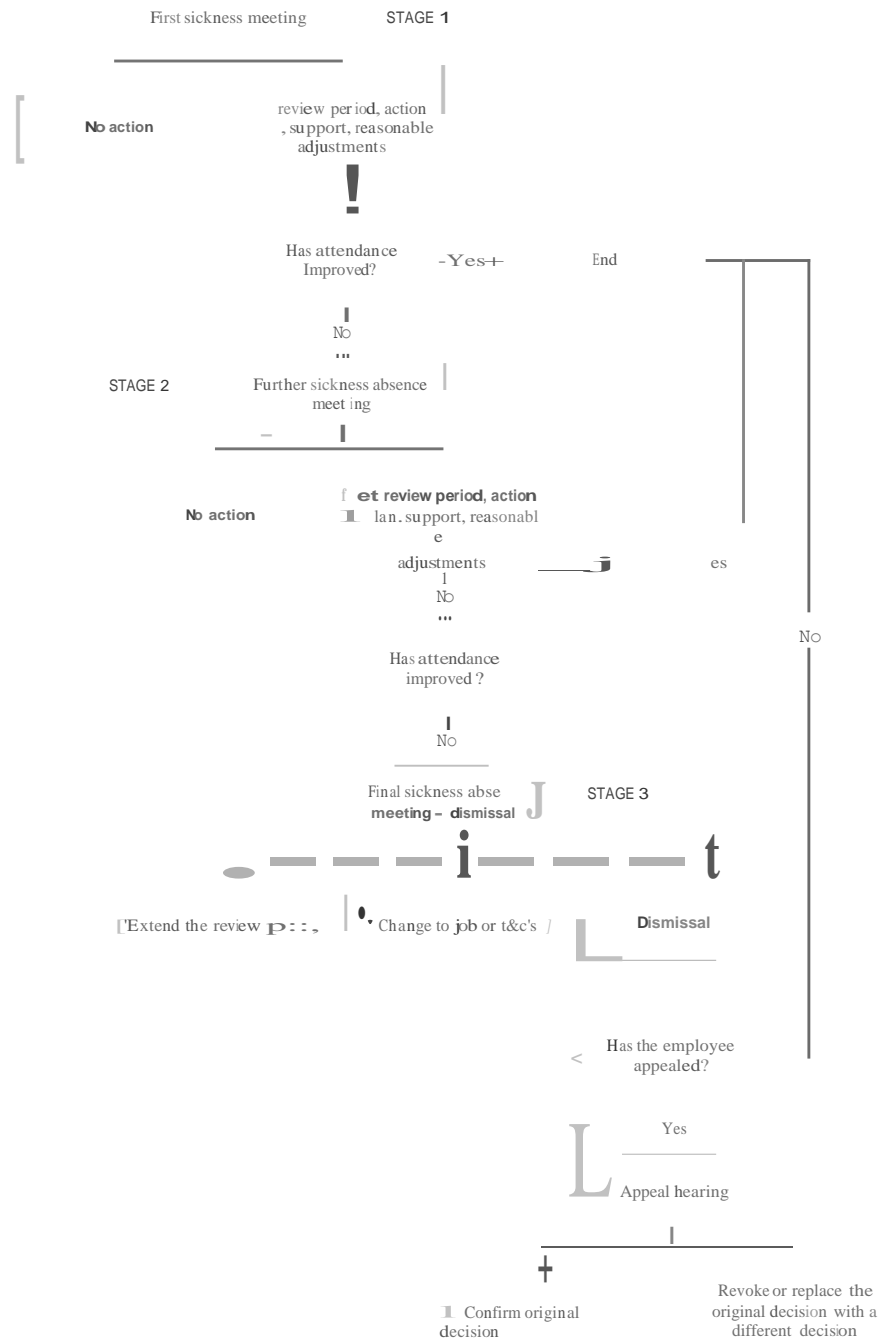 First sickness meeting
STAGE 1
No action
review period, action
, support, reasonable
adjustments
Has attendance
Improved?
-Yes+
End
No
STAGE 2
Further sickness absence
meeting
No action
et review period, action
lan. support, reasonabl
e
adjustments
es
No
No
Has attendance
improved ?
No
Final sickness abse
meeting – dismissal
STAGE 3
Extend the review
Change to job or t&c's
Dismissal
Has the employee
appealed?
Yes
Appeal hearing
Confirm original
decision
Revoke or replace the
original decision with a
different decision